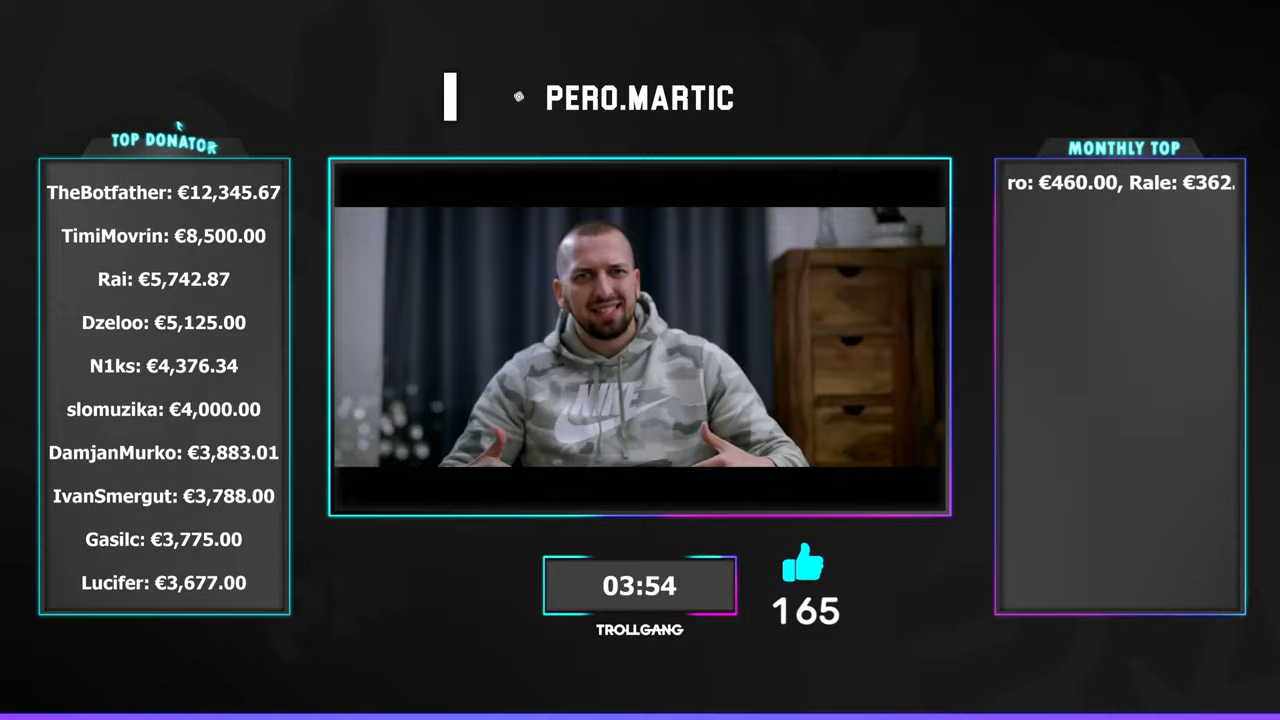 PERO.MARTIC
TOP DONATOR
TheBotfather: €12,345.67
TimiMovrin: €8,500.00
Rai: €5,742.87
Dzeloo: €5,125.00
N1ks: €4,376.34
slomuzika: €4,000.00
DamjanMurko: €3,883.01
IvanSmergut: €3,788.00
Gasilc: €3,775.00
Lucifer: €3,677.00
NIKE
03:54
TROLLGANG
165
MONTHLY TOP
ro: €460.00, Rale: €362.